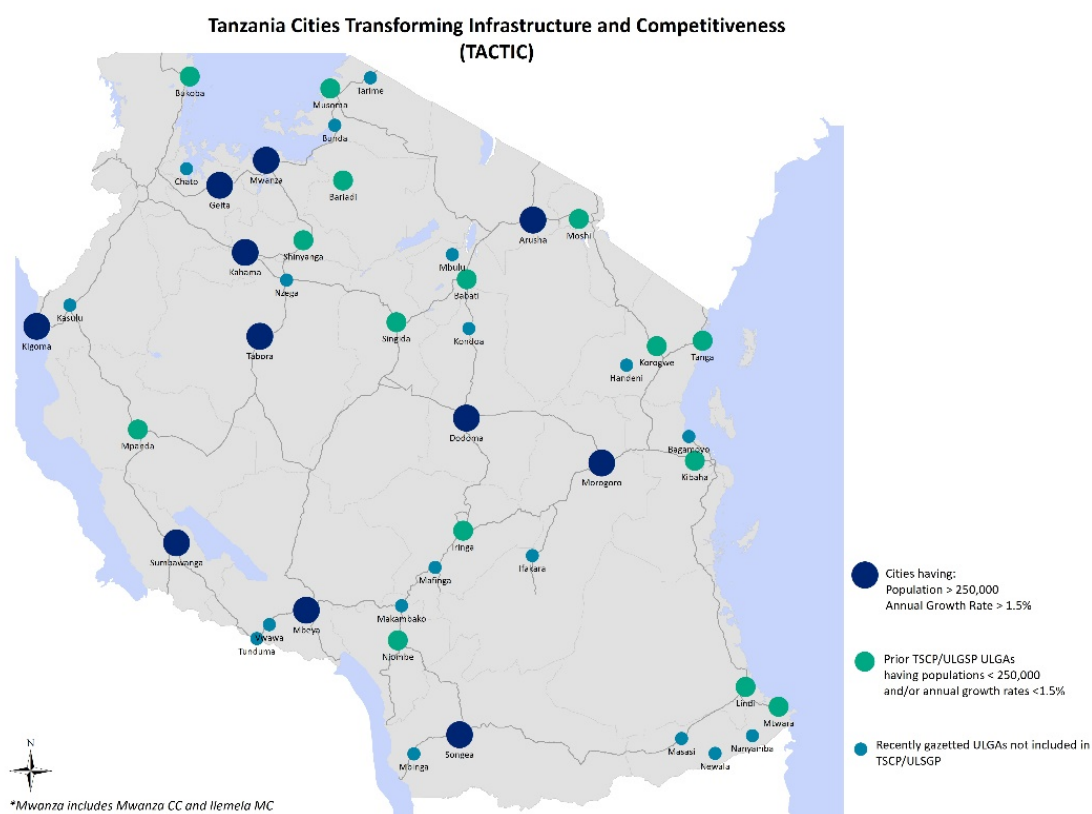 Tanzania Cities Transforming Infrastructure and Competitiveness
(TACTIC)
Bakoba
Musoma
Tarime
Bunda
Chato
Mwanza
Geita
Bariadi
Arusha
Moshi
Shinyanga
Kahama
Mbulu
Nzega
Babati
Kasulu
Kigoma
Singida
Kondoa
Tabora
Korogwe
Tanga
Handeni
Mpanda
Dodoma
Bagamoyo
Kibaha
Morogoro
Iringa
Sumbawanga
Mafinga
Ifakara
Makambako
Mbeya
Vwawa
Tunduma
Njombe
Lindi
Mtwara
Songea
Mbinga
Masasi
Nanyamba
Newala
Cities having:
Population > 250,000
Annual Growth Rate > 1.5%
Prior TSCP/ULGSP ULGAs
having populations < 250,000
and/or annual growth rates <1.5%
Recently gazetted ULGAs not included in
TSCP/ULSGP
N
*Mwanza includes Mwanza CC and Ilemela MC